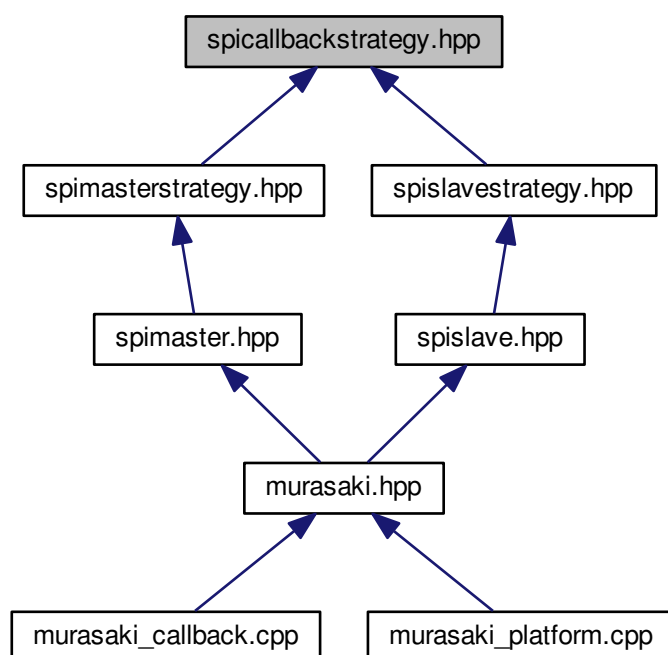 spicallbackstrategy.hpp
spimasterstrategy.hpp
spislavestrategy.hpp
spimaster.hpp
spislave.hpp
murasaki.hpp
murasaki_callback.cpp
murasaki_platform.cpp